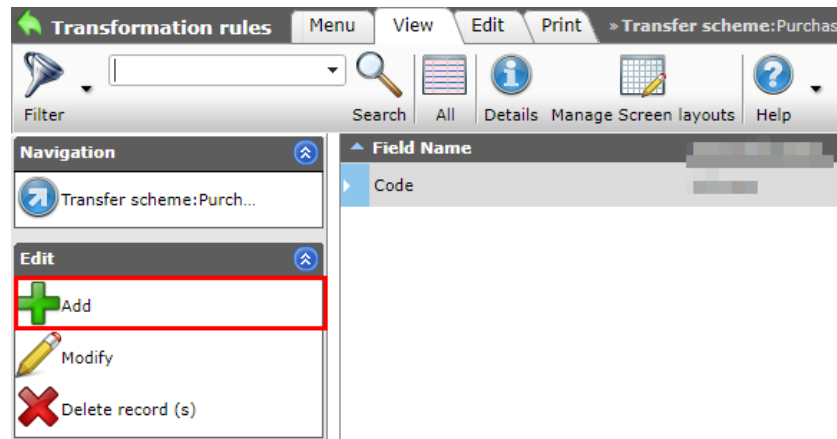 Transformation rules Menu View Edit Print » Transfer scheme:Purchas
Filter Search All Details Manage Screen layouts Help
Navigation
Transfer scheme:Purch...
Edit
Add
Modify
Delete record (s)
Field Name
Code